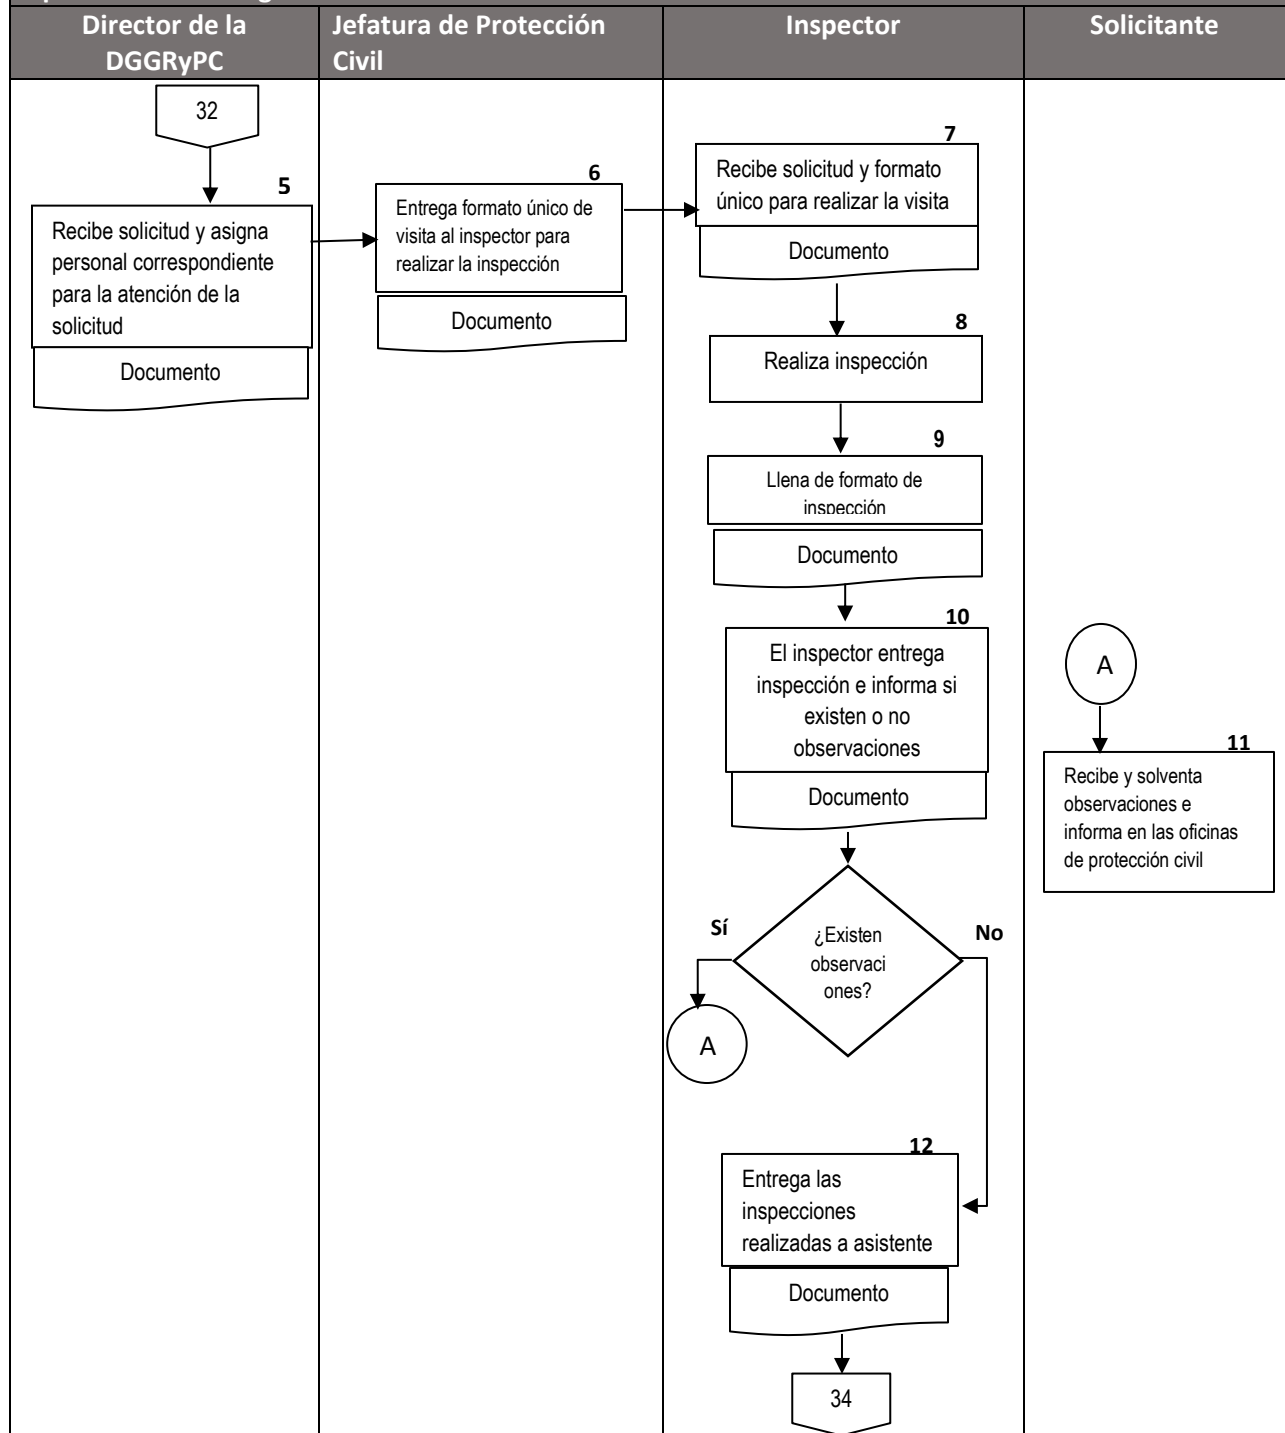 Director de la
DGGRyPC
Jefatura de Protección
Civil
Inspector
Solicitante
32
5
Recibe solicitud y asigna
personal correspondiente
para la atención de la
solicitud
Documento
6
Entrega formato único de
visita al inspector para
realizar la inspección
Documento
7
Recibe solicitud y formato
único para realizar la visita
Documento
8
Realiza inspección
9
Llena de formato de
inspección
Documento
10
El inspector entrega
inspección e informa si
existen o no
observaciones
Documento
A
11
Recibe y solventa
observaciones e
informa en las oficinas
de protección civil
Sí
¿Existen
observaci
ones?
No
A
12
Entrega las
inspecciones
realizadas a asistente
Documento
34